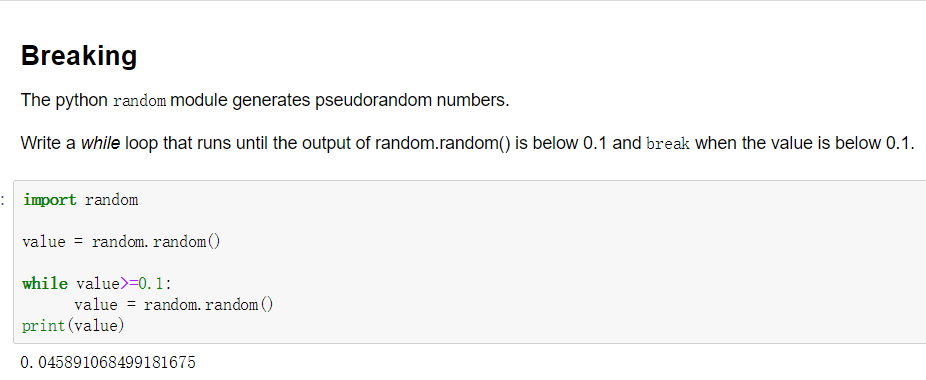 Breaking
The python random module generates pseudorandom numbers.
Write a while loop that runs until the output of random.random() is below 0.1 and break when the value is below 0.1.
:
import random
value = random.random()
while value>=0.1:
value = random.random()
print(value)
0.045891068499181675